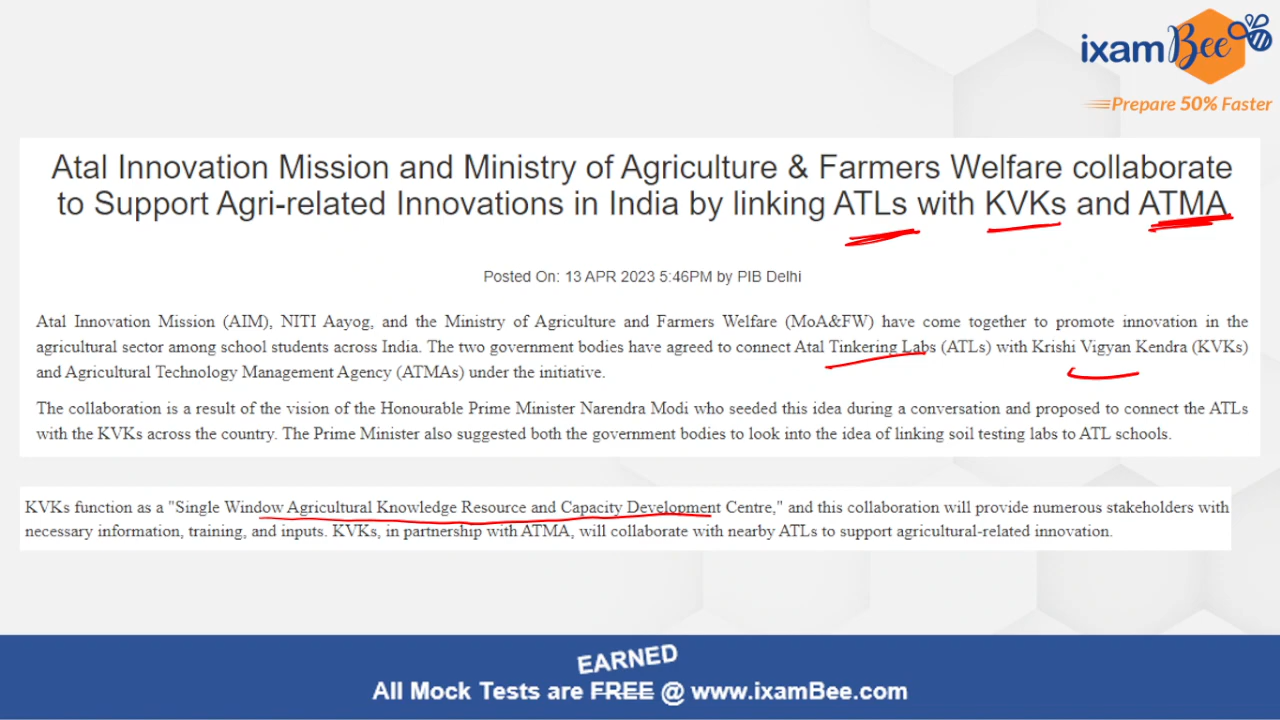 ixamBee
Prepare 50% Faster
Atal Innovation Mission and Ministry of Agriculture & Farmers Welfare collaborate
to Support Agri-related Innovations in India by linking ATLs with KVKs and ATMA
Posted On: 13 APR 2023 5:46PM by PIB Delhi
Atal Innovation Mission (AIM), NITI Aayog, and the Ministry of Agriculture and Farmers Welfare (MoA&FW) have come together to promote innovation in the
agricultural sector among school students across India. The two government bodies have agreed to connect Atal Tinkering Labs (ATLs) with Krishi Vigyan Kendra (KVKs)
and Agricultural Technology Management Agency (ATMAs) under the initiative.
The collaboration is a result of the vision of the Honourable Prime Minister Narendra Modi who seeded this idea during a conversation and proposed to connect the ATLs
with the KVKs across the country. The Prime Minister also suggested both the government bodies to look into the idea of linking soil testing labs to ATL schools.
KVKs function as a "Single Window Agricultural Knowledge Resource and Capacity Development Centre," and this collaboration will provide numerous stakeholders with
necessary information, training, and inputs. KVKs, in partnership with ATMA, will collaborate with nearby ATLs to support agricultural-related innovation.
EARNED
All Mock Tests are FREE @ www.ixamBee.com